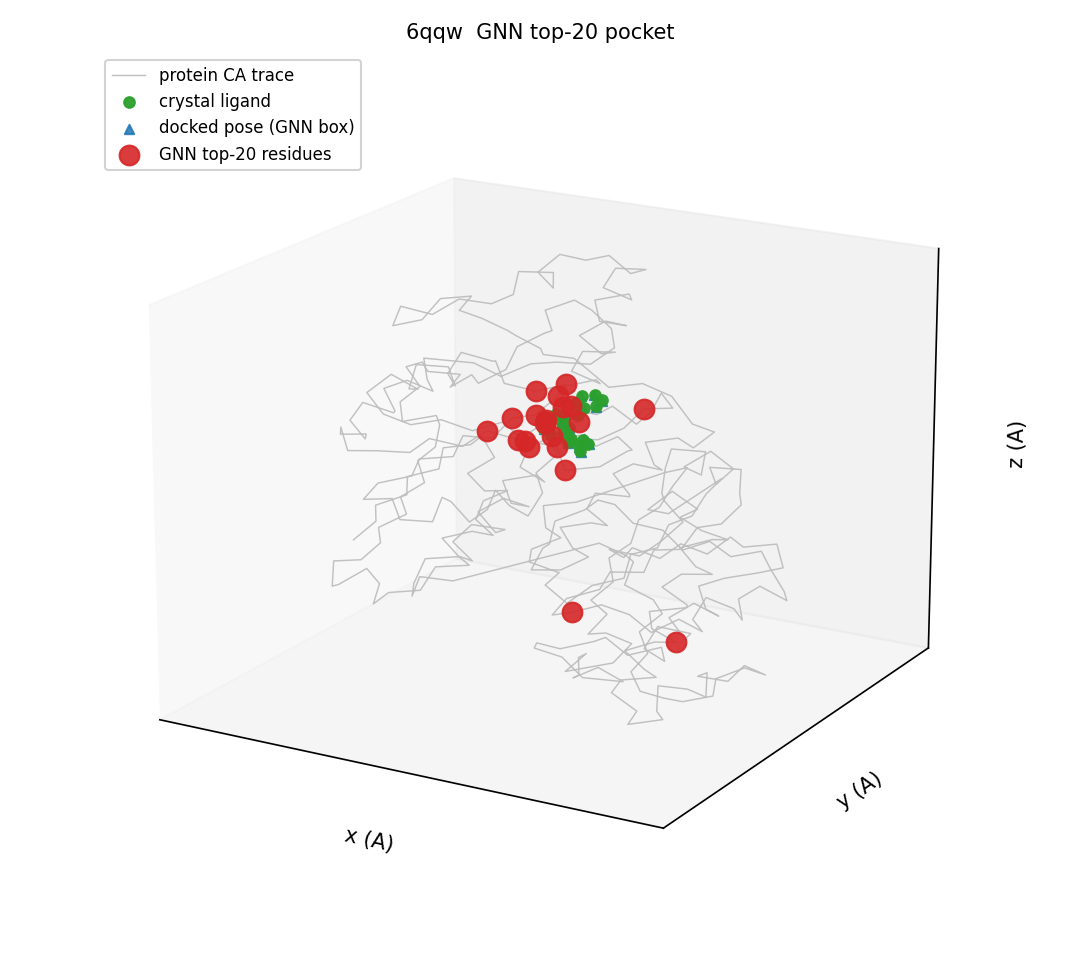 6qqw  GNN top-20 pocket
protein CA trace
crystal ligand
docked pose (GNN box)
GNN top-20 residues
z (A)
y (A)
x (A)